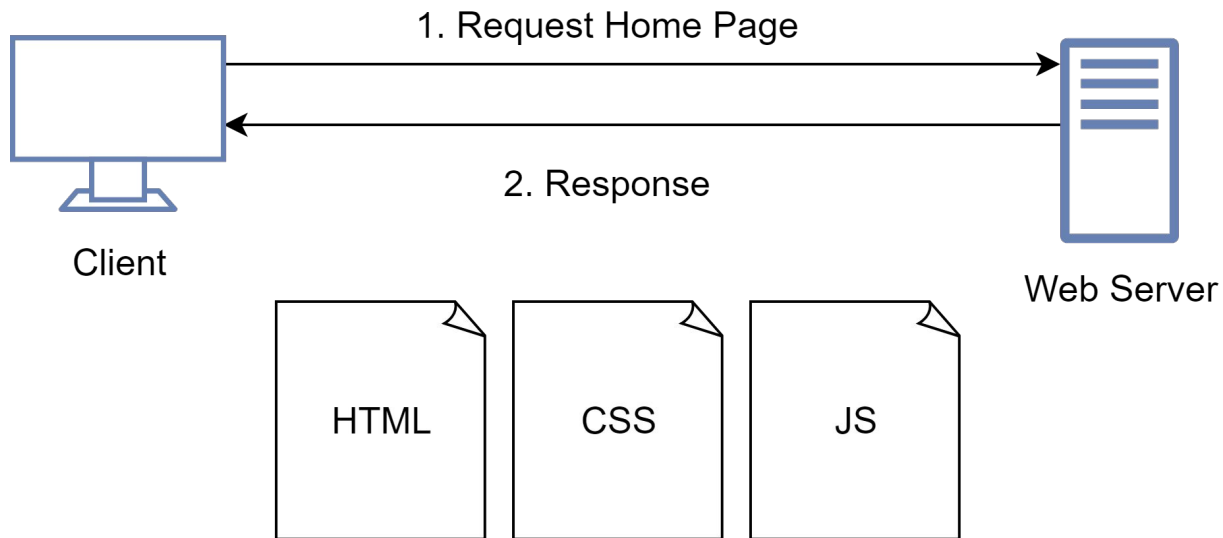 1. Request Home Page
2. Response
Client
Web Server
HTML
CSS
JS